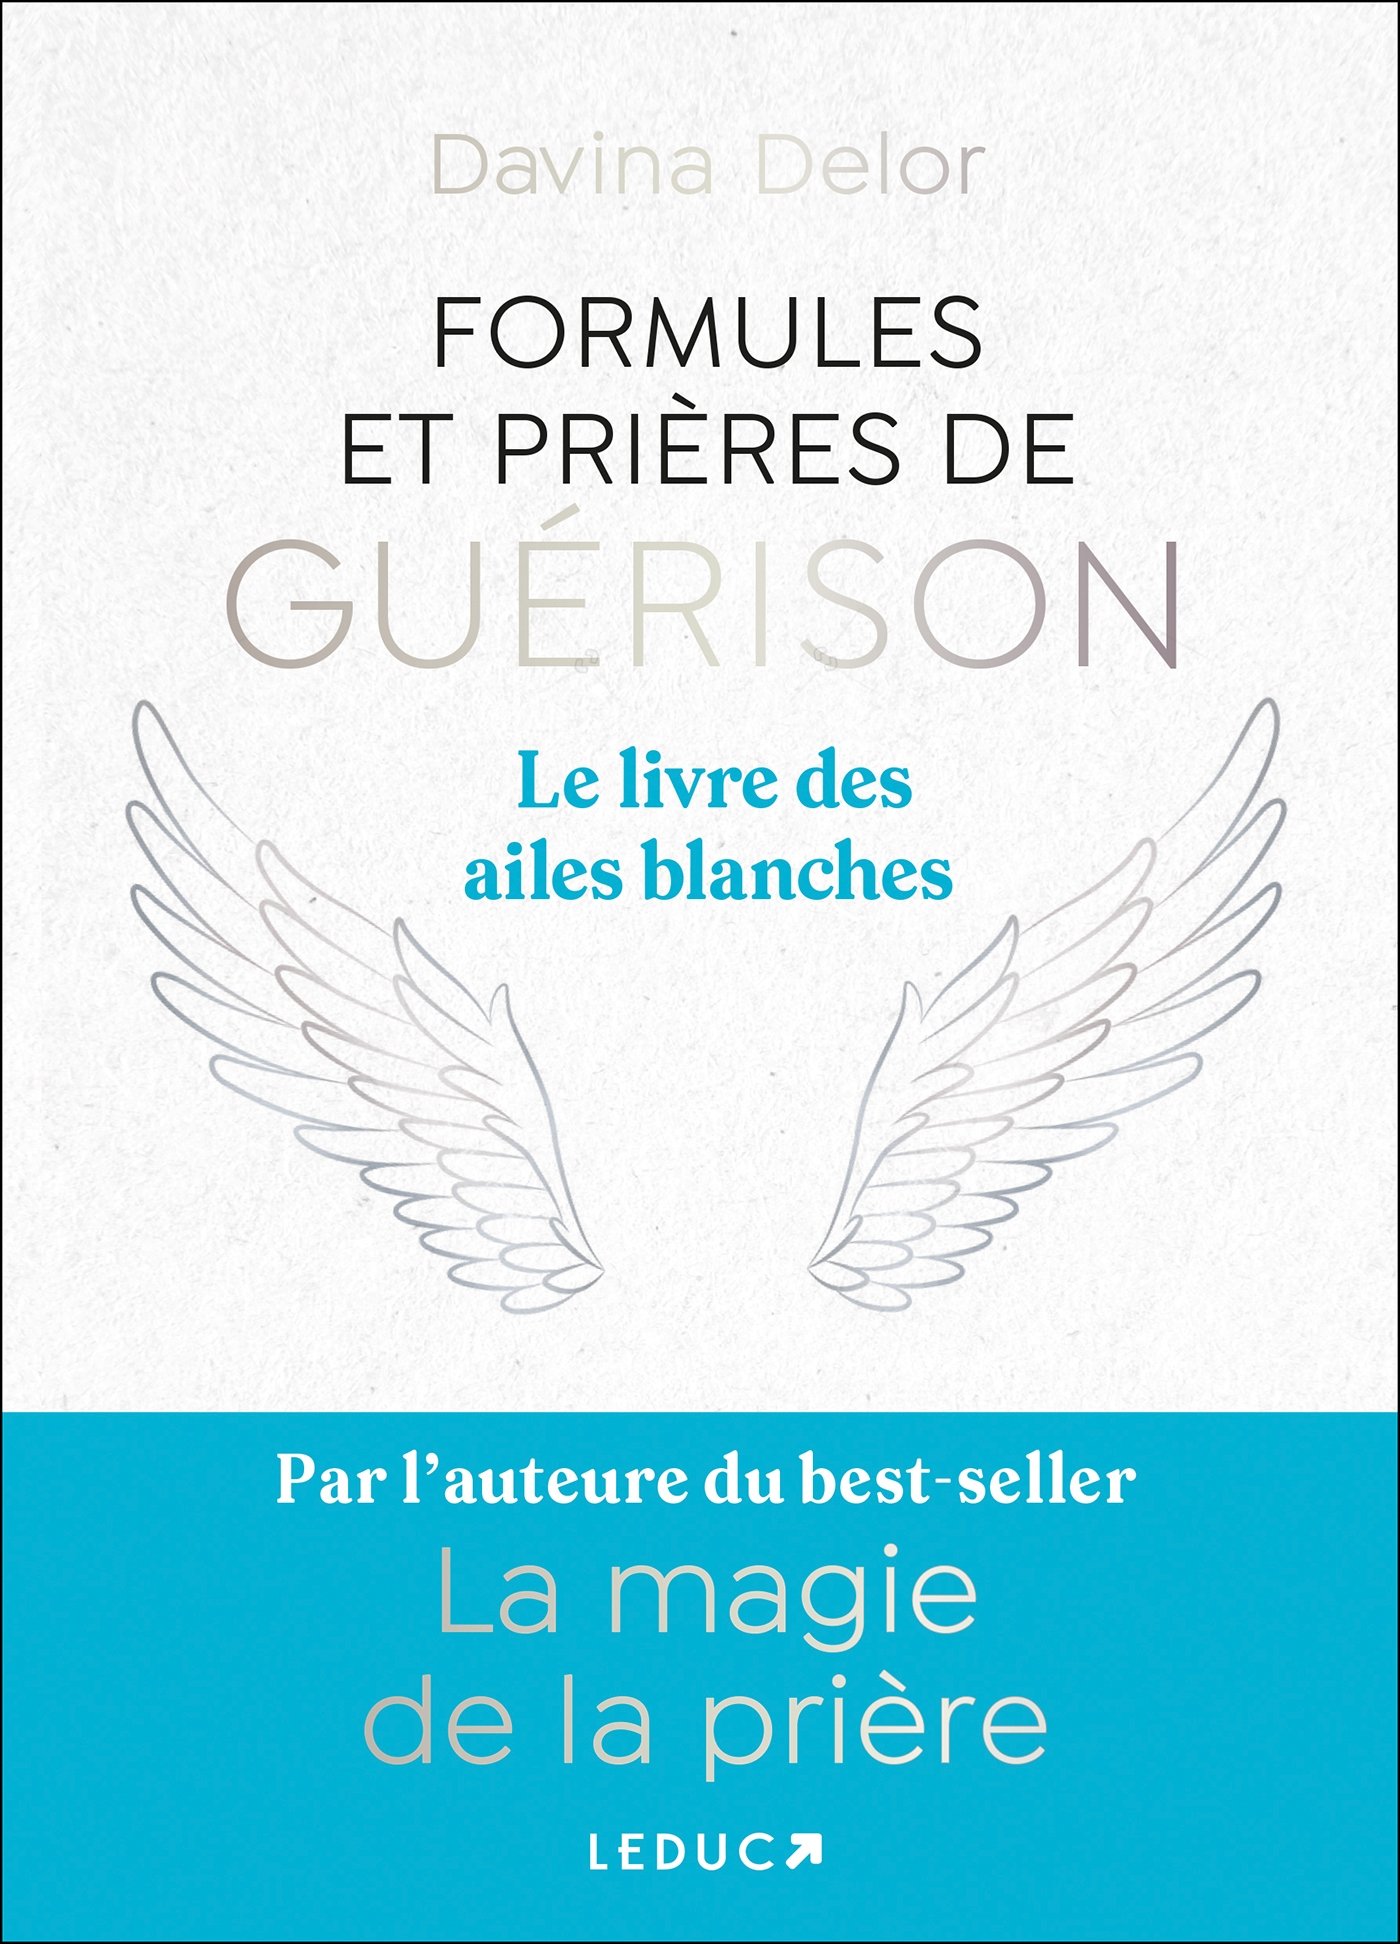 Davina Delor
FORMULES
ET PRIÈRES DE
GUÉRISON
Le livre des
ailes blanches
Par l'auteure du best-seller
La magie
de la prière
LEDUC